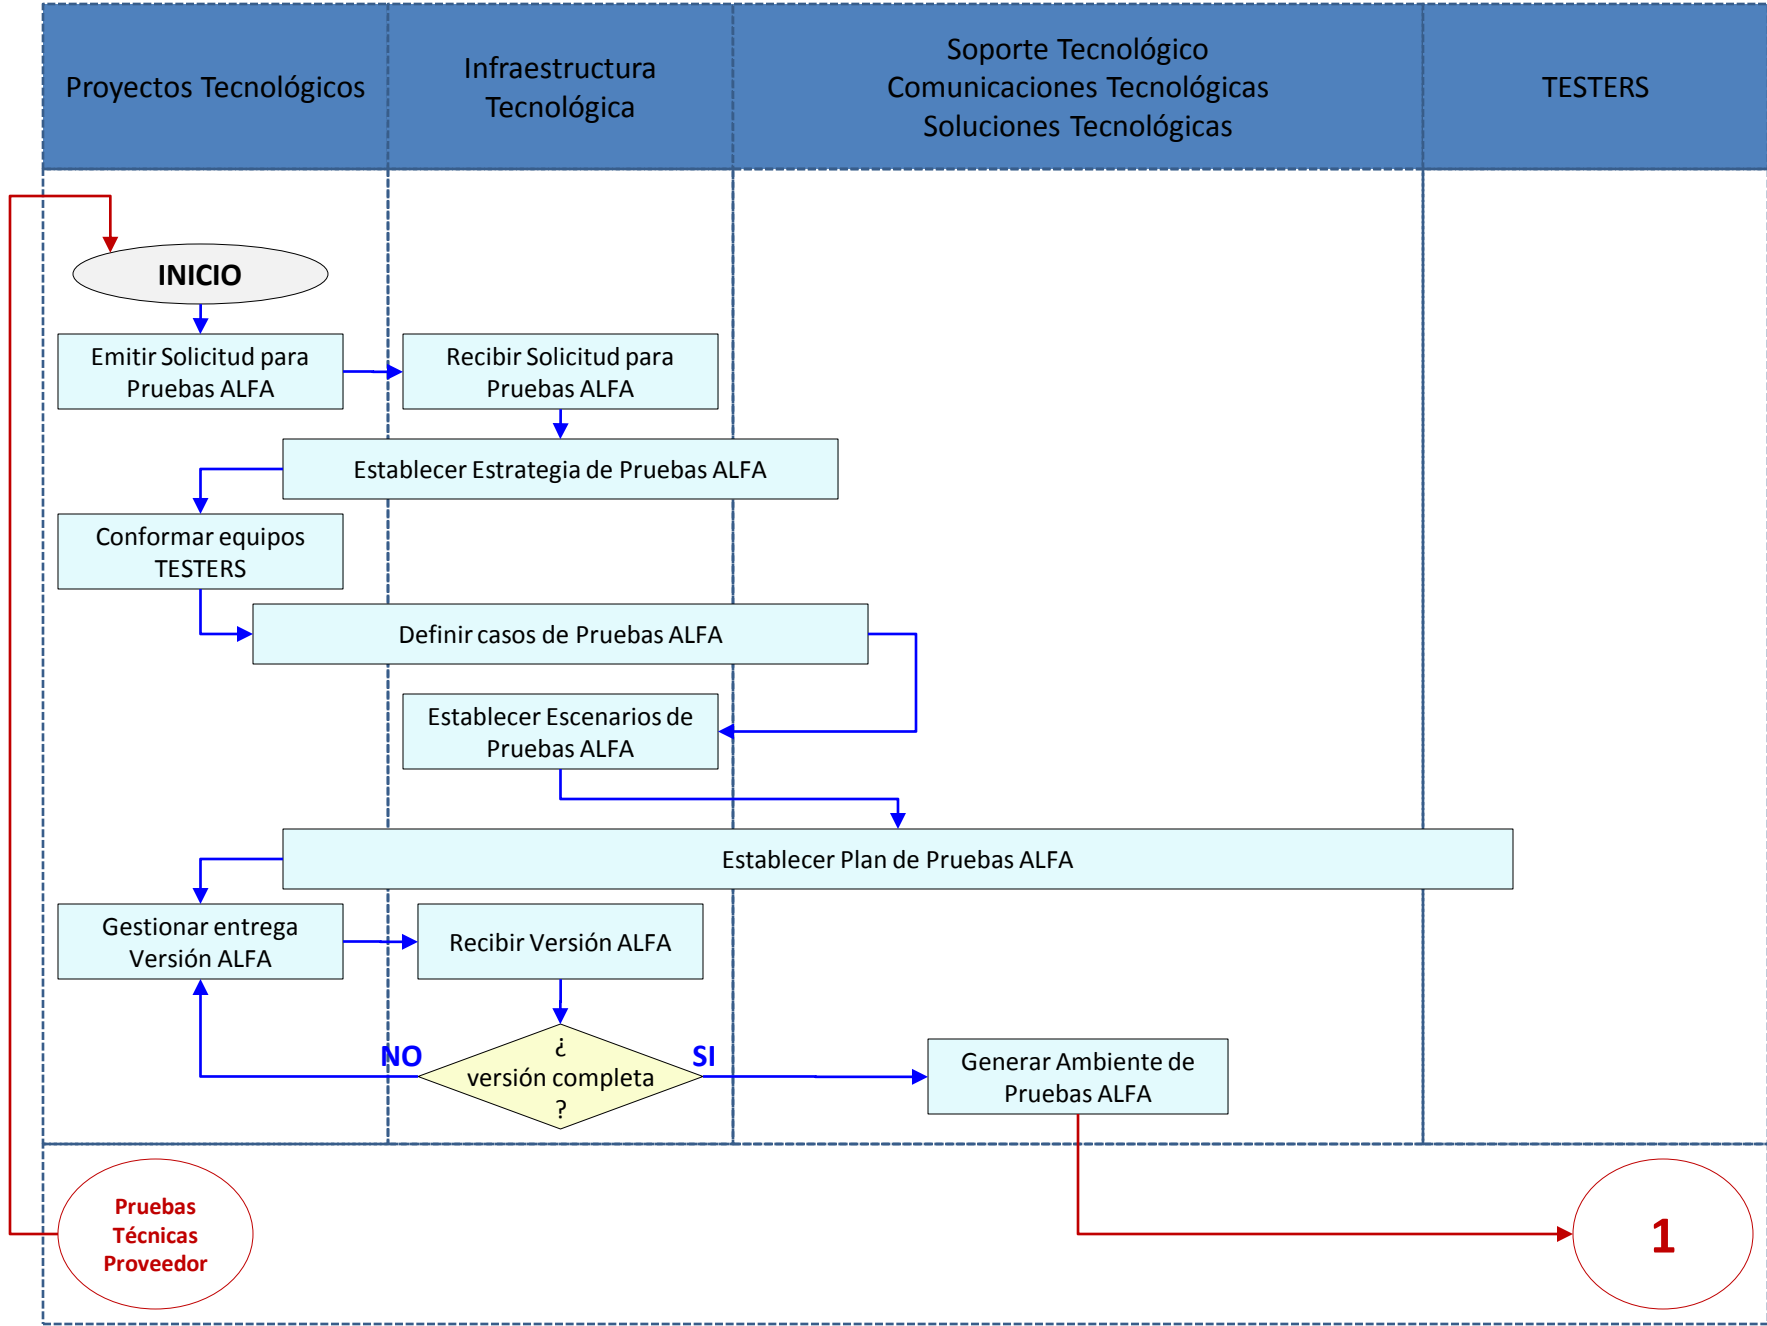 Proyectos Tecnológicos
Infraestructura
Tecnológica
Soporte Tecnológico
Comunicaciones Tecnológicas
Soluciones Tecnológicas
TESTERS
INICIO
Emitir Solicitud para
Pruebas ALFA
Recibir Solicitud para
Pruebas ALFA
Establecer Estrategia de Pruebas ALFA
Conformar equipos
TESTERS
Definir casos de Pruebas ALFA
Establecer Escenarios de
Pruebas ALFA
Establecer Plan de Pruebas ALFA
Gestionar entrega
Versión ALFA
Recibir Versión ALFA
NO
¿
versión completa
?
SI
Generar Ambiente de
Pruebas ALFA
Pruebas
Técnicas
Proveedor
1